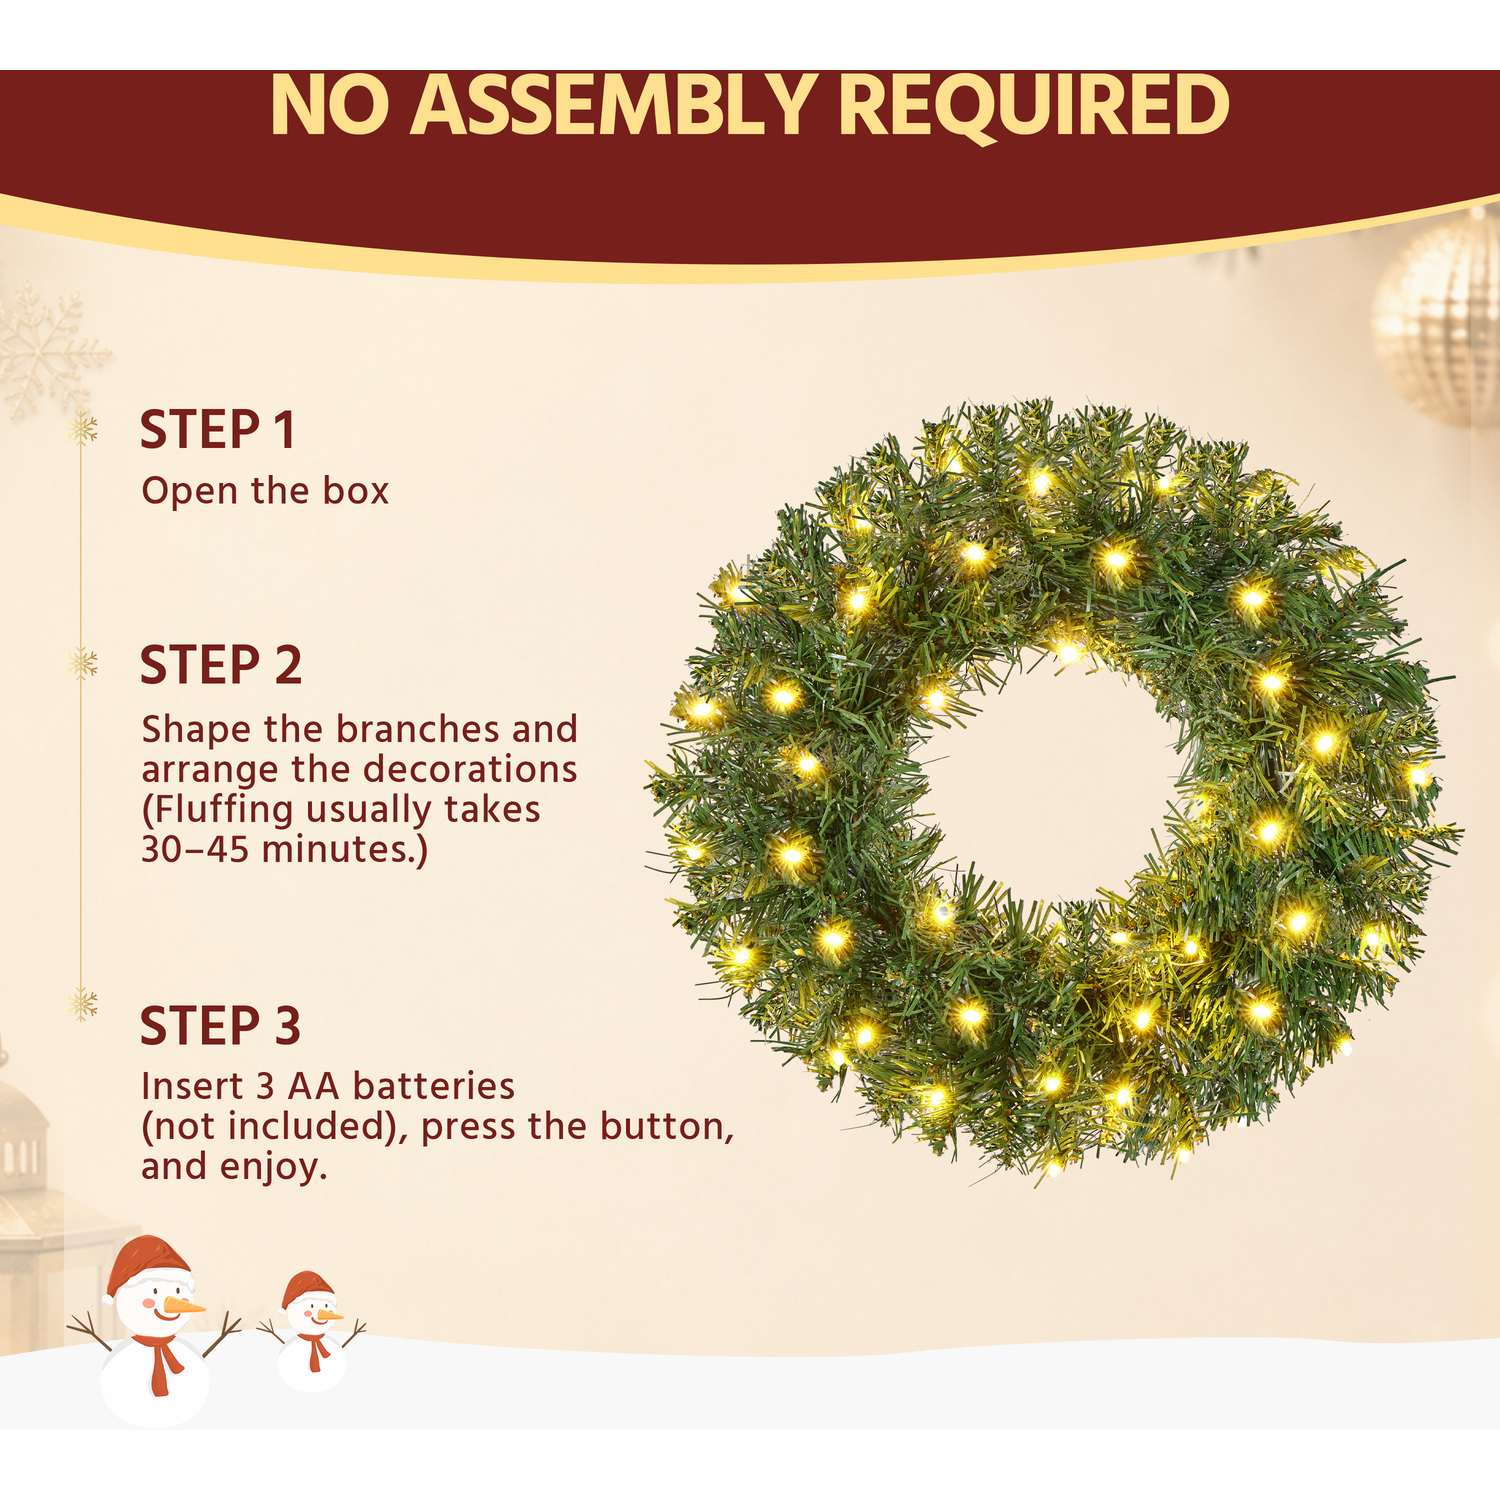 NO ASSEMBLY REQUIRED
STEP 1
Open the box
STEP 2
Shape the branches and
arrange the decorations
(Fluffing usually takes
30–45 minutes.)
STEP 3
Insert 3 AA batteries
(not included), press the button,
and enjoy.